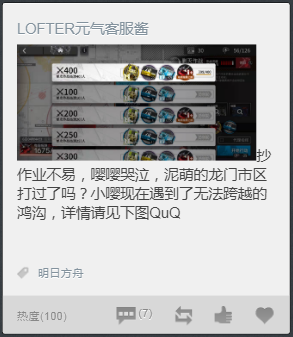 LOFTER元气客服酱
30
50/126
×400
×350
×200
×250
×300
抄
作业不易，嘤嘤哭泣，泥萌的龙门市区
打过了吗？小嘤现在遇到了无法跨越的
鸿沟，详情请见下图QuQ
明日方舟
热度(100)
(7)